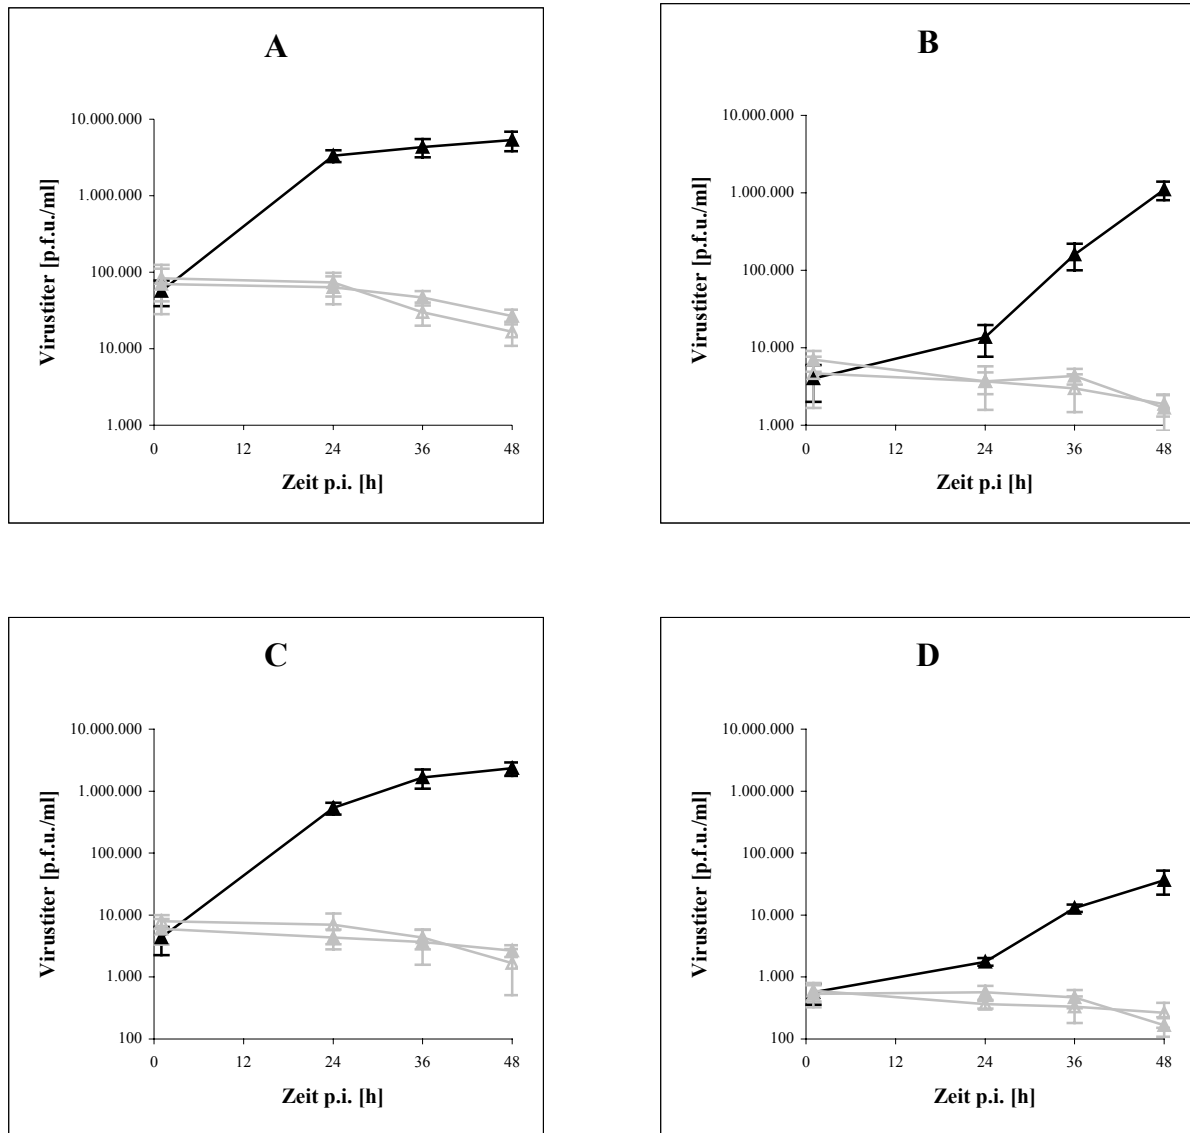 A
Virustiter [p.f.u./ml]
10.000.000
1.000.000
100.000
10.000
1.000
0 12 24 36 48
Zeit p.i. [h]
B
Virustiter [p.f.u./ml]
10.000.000
1.000.000
100.000
10.000
1.000
0 12 24 36 48
Zeit p.i [h]
C
Virustiter [p.f.u./ml]
10.000.000
1.000.000
100.000
10.000
1.000
100
0 12 24 36 48
Zeit p.i. [h]
D
Virustiter [p.f.u./ml]
10.000.000
1.000.000
100.000
10.000
1.000
100
0 12 24 36 48
Zeit p.i. [h]